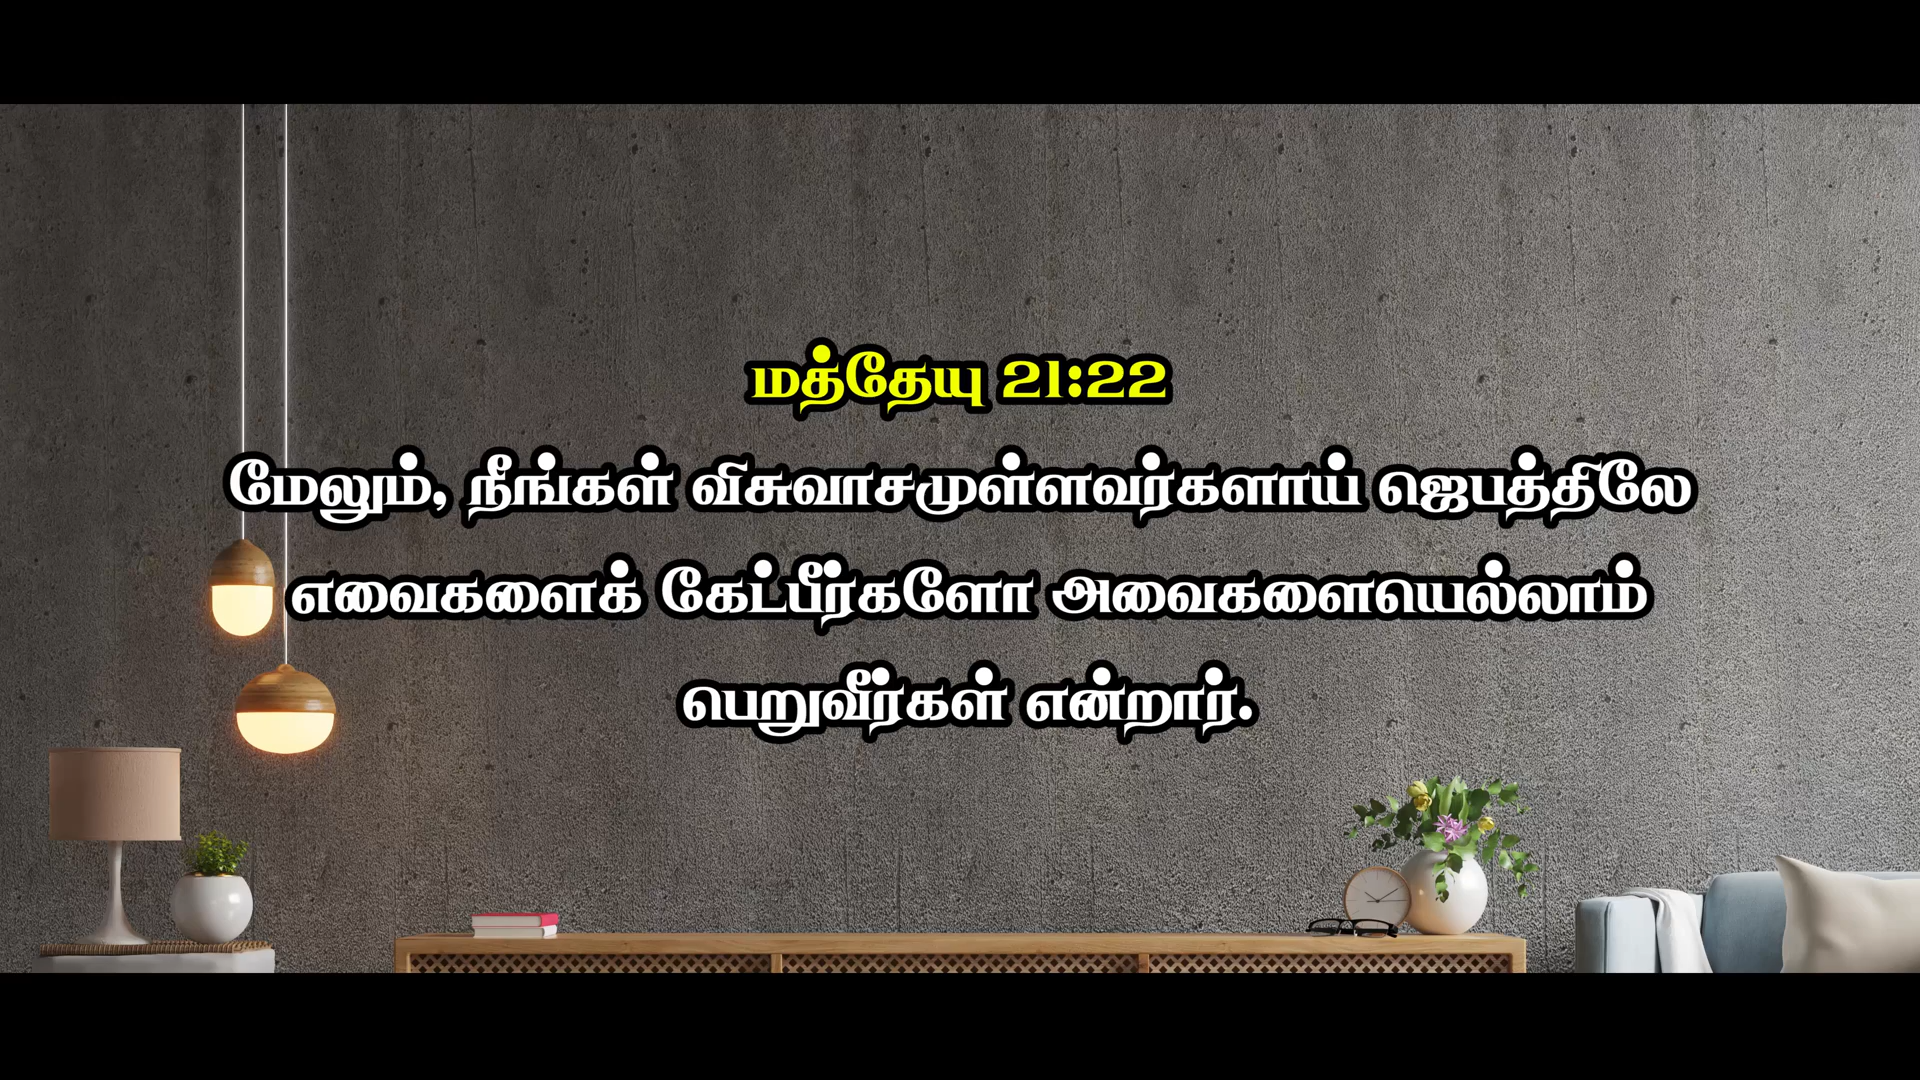 மத்தேயு 21:22
மேலும், நீங்கள் விசுவாசமுள்ளவர்களாய் ஜெபத்திலே
எவைகளைக் கேட்பீர்களோ அவைகளையெல்லாம்
பெறுவீர்கள் என்றார்.